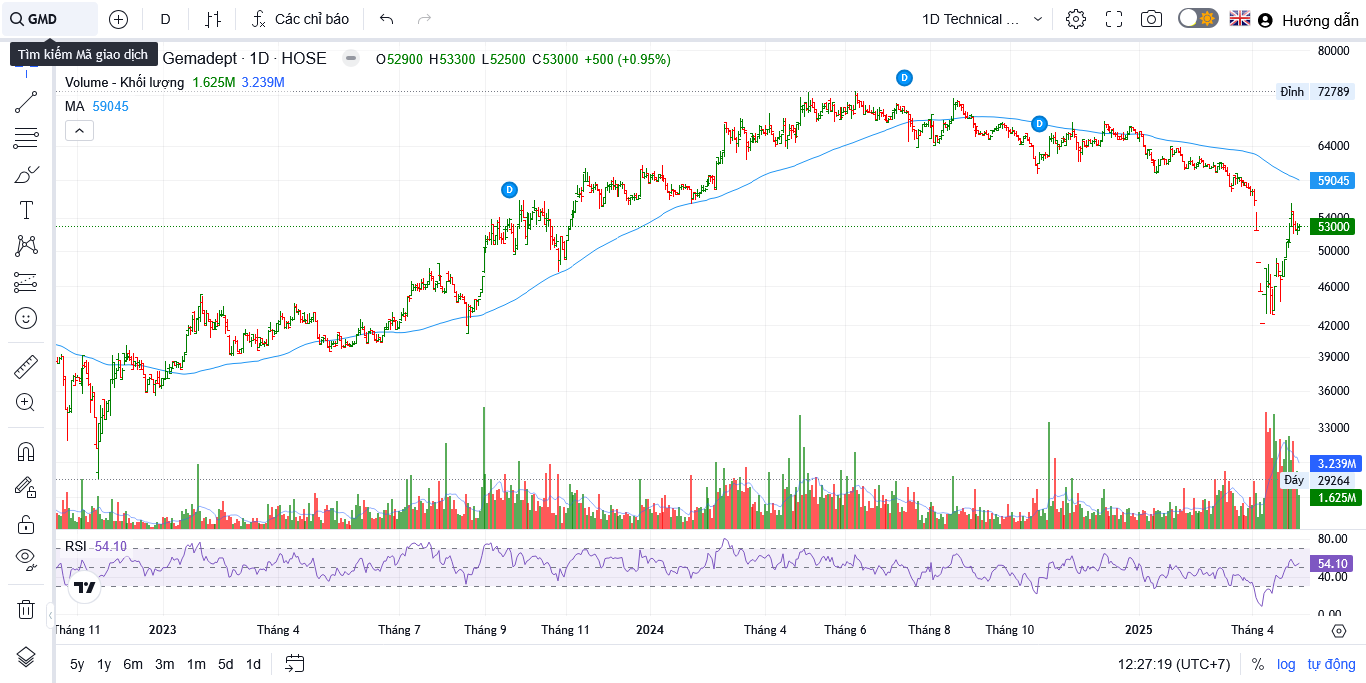 GMD
D
Các chỉ báo
1D Technical ...
Hướng dẫn
Tìm kiếm Mã giao dịch
Gemadept · 1D · HOSE
O52900 H53300 L52500 C53000 +500 (+0.95%)
Volume - Khối lượng 1.625M 3.239M
MA 59045
D
D
D
80000
Đỉnh 72789
64000
59045
54000
53000
50000
46000
42000
39000
36000
33000
3.239M
Đáy 29264
1.625M
RSI 54.10
80.00
54.10
40.00
0.00
Tháng 11 2023 Tháng 4 Tháng 7 Tháng 9 Tháng 11 2024 Tháng 4 Tháng 6 Tháng 8 Tháng 10 2025 Tháng 4
5y 1y 6m 3m 1m 5d 1d
12:27:19 (UTC+7) % log tự động